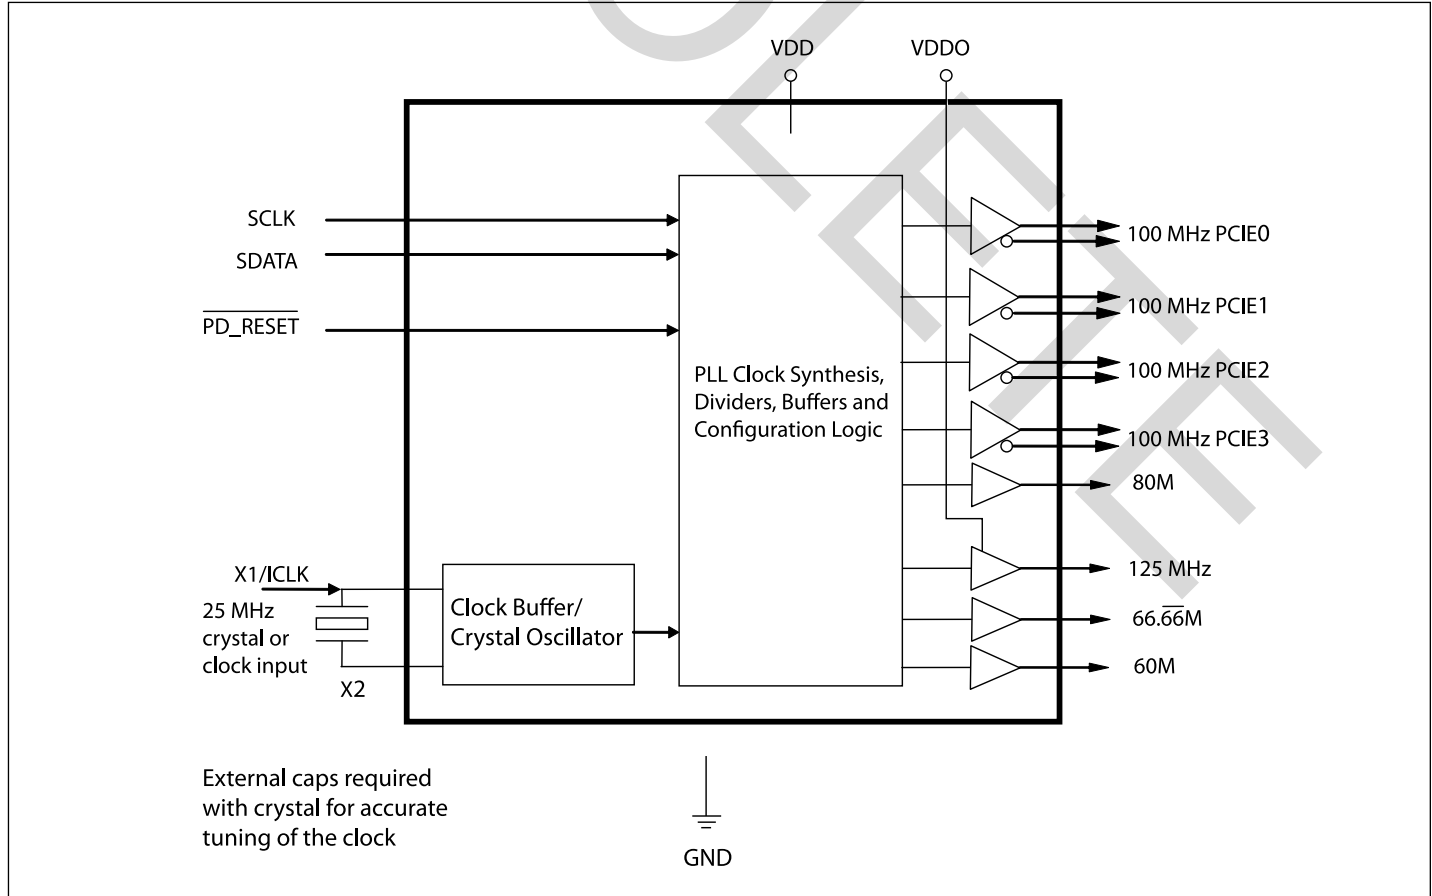 VDD
VDDO
SCLK
SDATA
PD_RESET
PLL Clock Synthesis,
Dividers, Buffers and
Configuration Logic
100 MHz PCIE0
100 MHz PCIE1
100 MHz PCIE2
100 MHz PCIE3
80M
125 MHz
66.66M
60M
X1/ICLK
25 MHz
crystal or
clock input
X2
Clock Buffer/
Crystal Oscillator
External caps required
with crystal for accurate
tuning of the clock
GND